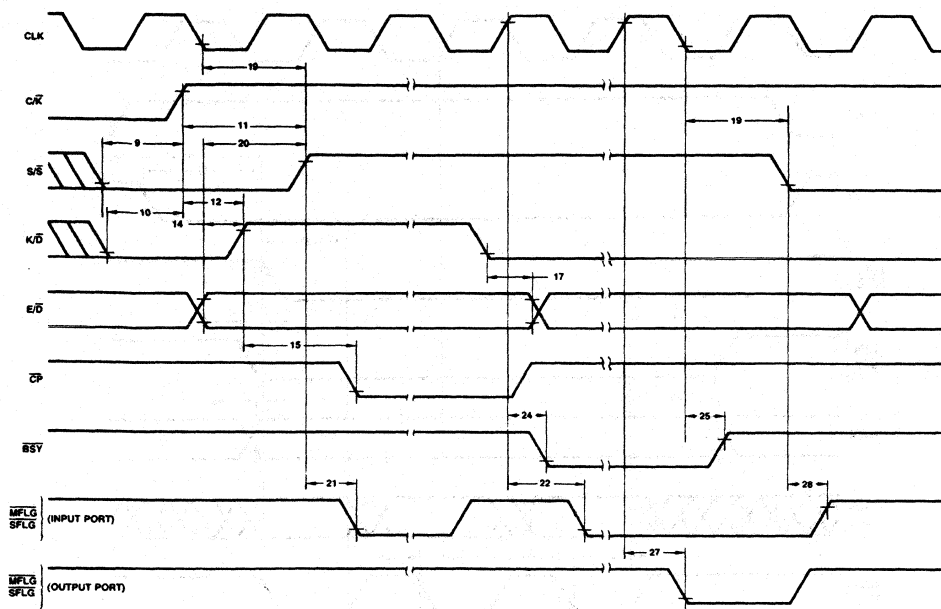 CLK
19
C/K̅
11
9
20
19
S/S̅
10
12
14
K/D̅
17
E/D̅
15
C̅P̅
24
25
B̅S̅Y̅
21
22
28
M̅F̅L̅G̅
S̅F̅L̅G̅ (INPUT PORT)
27
M̅F̅L̅G̅
S̅F̅L̅G̅ (OUTPUT PORT)